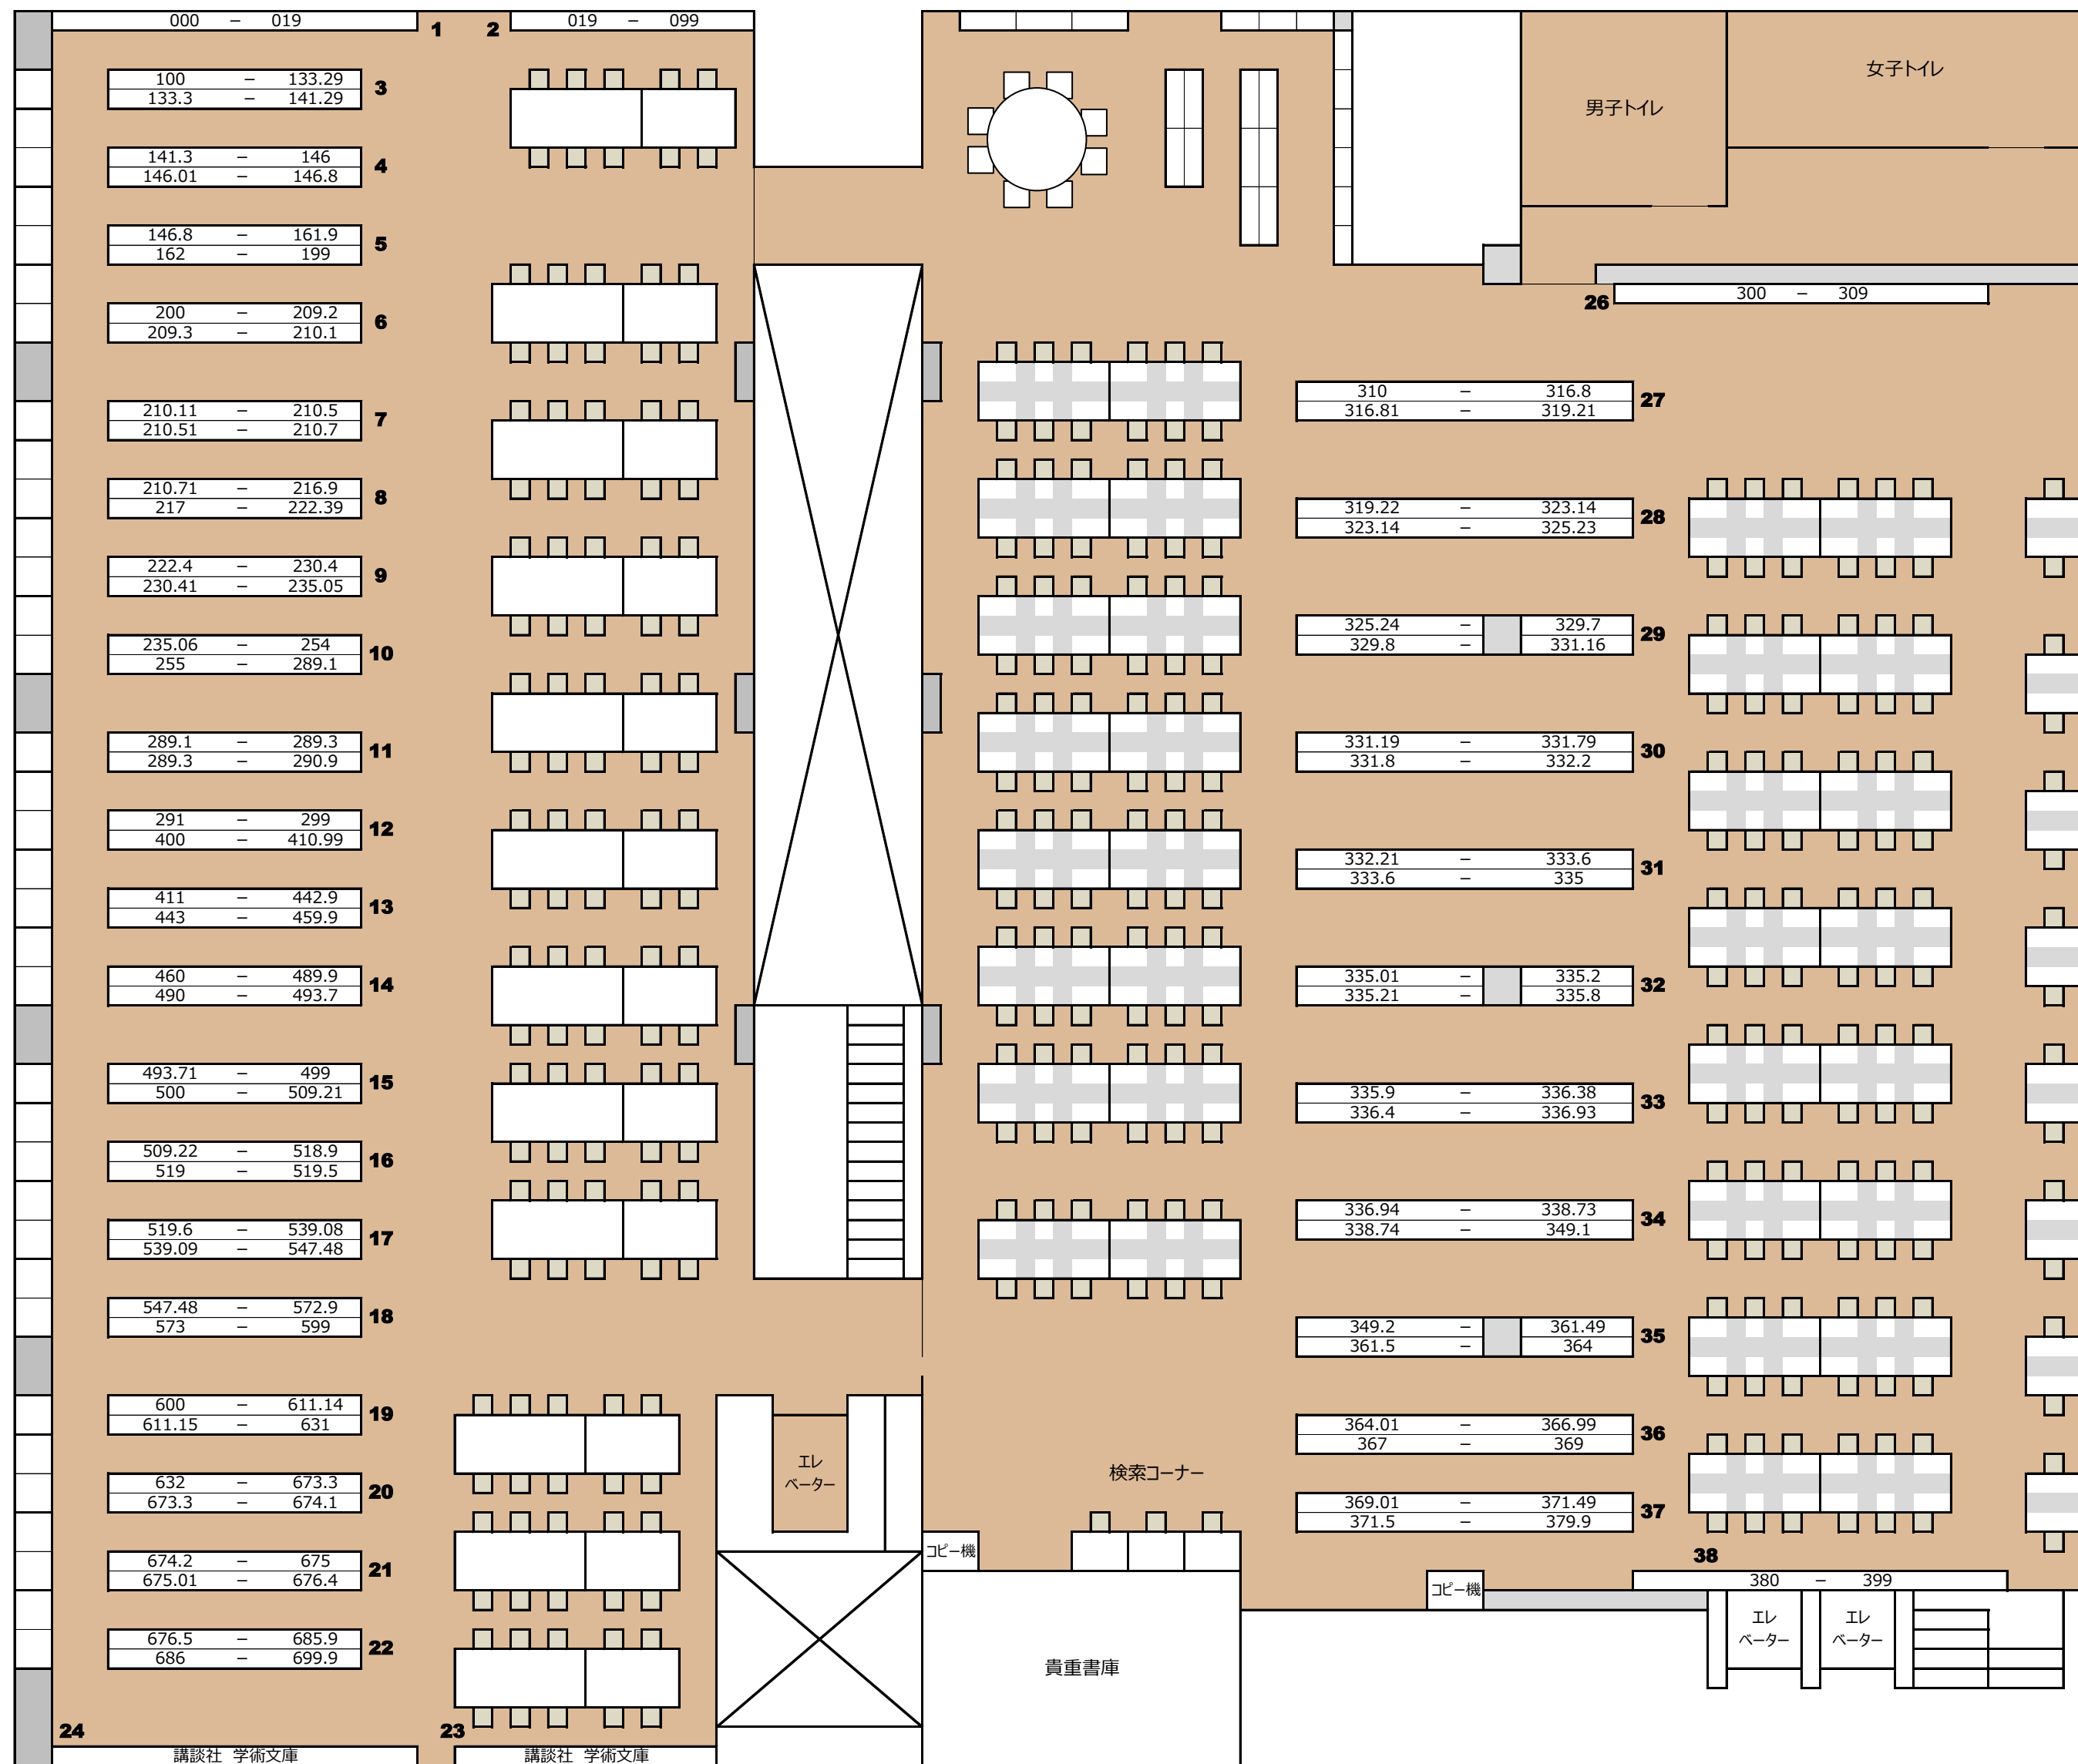 000 － 019
1
2
019 － 099
100 － 133.29
133.3 － 141.29
3
141.3 － 146
146.01 － 146.8
4
146.8 － 161.9
162 － 199
5
200 － 209.2
209.3 － 210.1
6
210.11 － 210.5
210.51 － 210.7
7
210.71 － 216.9
217 － 222.39
8
222.4 － 230.4
230.41 － 235.05
9
235.06 － 254
255 － 289.1
10
289.1 － 289.3
289.3 － 290.9
11
291 － 299
400 － 410.99
12
411 － 442.9
443 － 459.9
13
460 － 489.9
490 － 493.7
14
493.71 － 499
500 － 509.21
15
509.22 － 518.9
519 － 519.5
16
519.6 － 539.08
539.09 － 547.48
17
547.48 － 572.9
573 － 599
18
600 － 611.14
611.15 － 631
19
632 － 673.3
673.3 － 674.1
20
674.2 － 675
675.01 － 676.4
21
676.5 － 685.9
686 － 699.9
22
24
23
講談社 学術文庫
講談社 学術文庫
エレ
ベーター
コピー機
検索コーナー
貴重書庫
男子トイレ
女子トイレ
26
300 － 309
310 － 316.8
316.81 － 319.21
27
319.22 － 323.14
323.14 － 325.23
28
325.24 － 329.7
329.8 － 331.16
29
331.19 － 331.79
331.8 － 332.2
30
332.21 － 333.6
333.6 － 335
31
335.01 － 335.2
335.21 － 335.8
32
335.9 － 336.38
336.4 － 336.93
33
336.94 － 338.73
338.74 － 349.1
34
349.2 － 361.49
361.5 － 364
35
364.01 － 366.99
367 － 369
36
369.01 － 371.49
371.5 － 379.9
37
38
380 － 399
コピー機
エレ
ベーター
エレ
ベーター